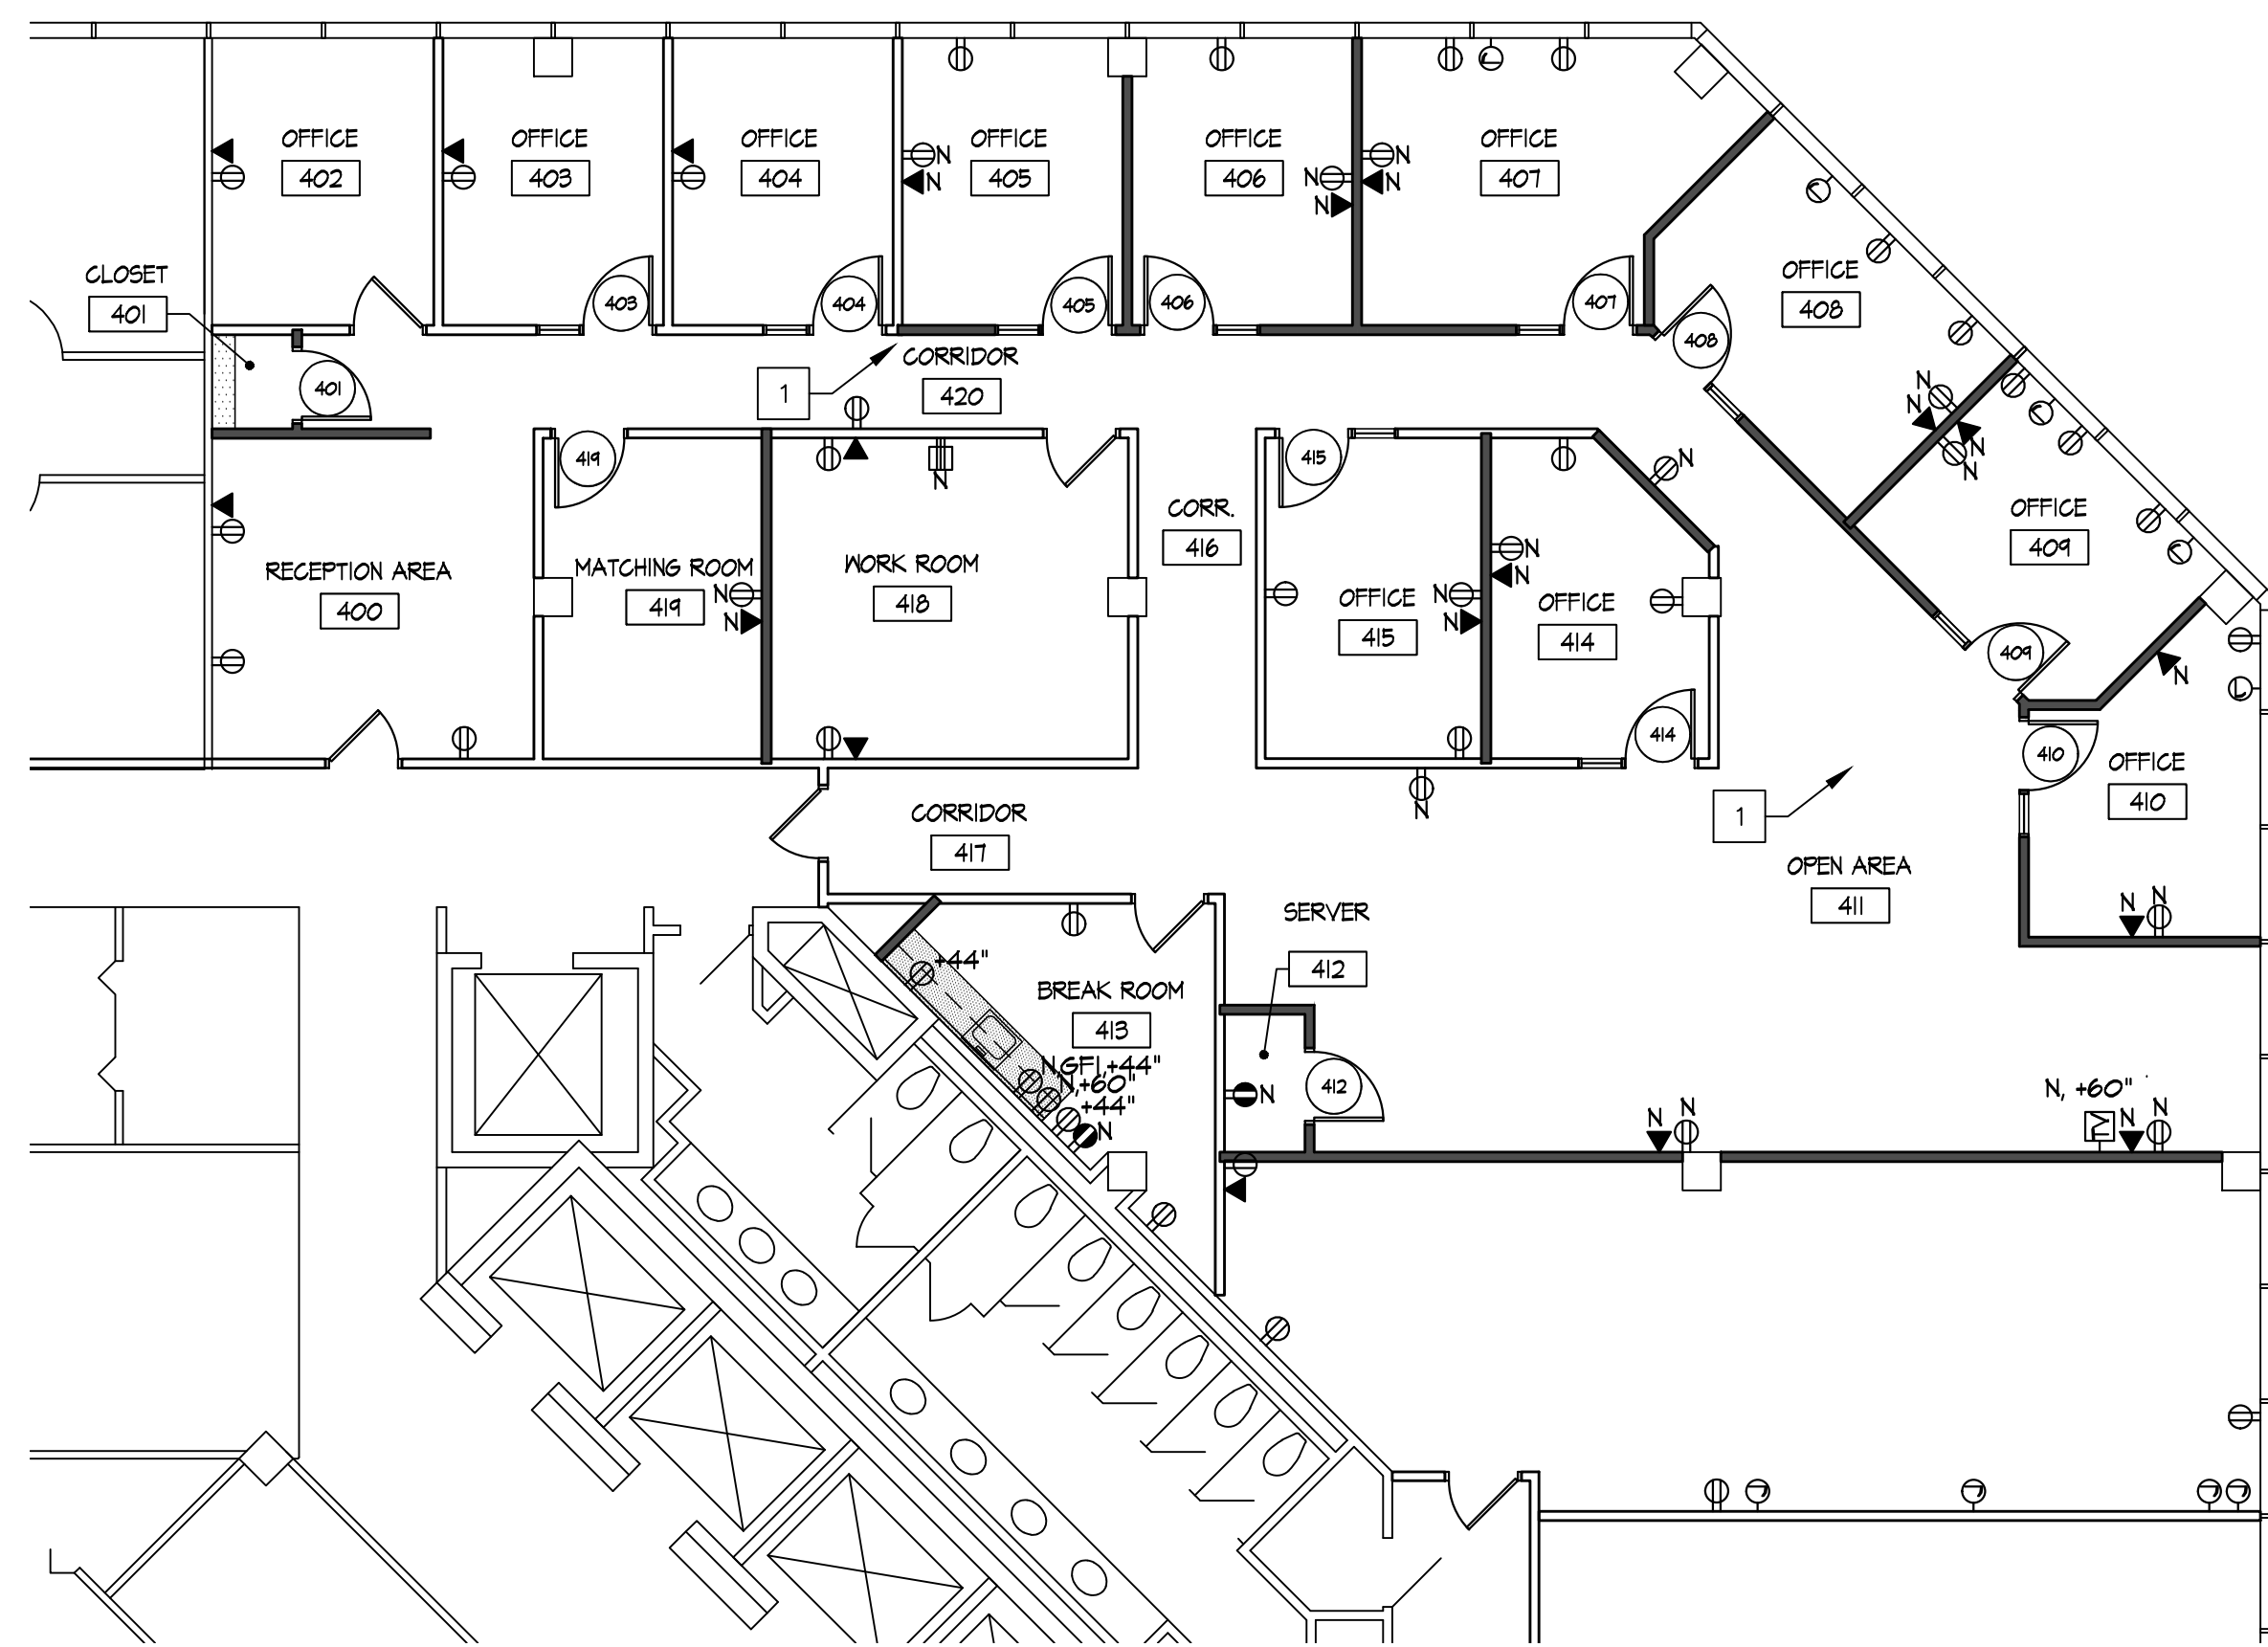 OFFICE
402
OFFICE
403
OFFICE
404
OFFICE
405
OFFICE
406
OFFICE
407
N
N
N
N
N
N
CLOSET
401
403
404
405
406
407
OFFICE
408
408
401
1
CORRIDOR
420
N
N
N
N
419
N
415
N
CORR.
416
OFFICE
409
RECEPTION AREA
400
MATCHING ROOM
419
N
N
WORK ROOM
418
OFFICE
415
N
N
N
N
OFFICE
414
409
N
414
410
OFFICE
410
N
1
CORRIDOR
417
OPEN AREA
411
N
N
SERVER
412
+44"
BREAK ROOM
413
N,GFI,+44"
N,+60"
+44"
N
N
412
N
N
N, +60"
TV
N
N